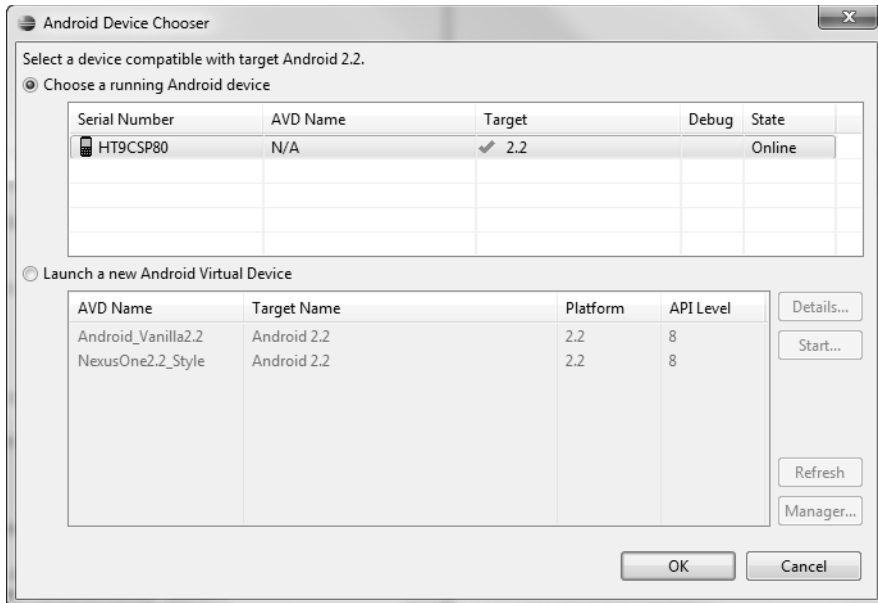 Android Device Chooser
Select a device compatible with target Android 2.2.
Choose a running Android device
Serial Number AVD Name Target Debug State
HT9CSP80 N/A 2.2 Online
Launch a new Android Virtual Device
AVD Name Target Name Platform API Level
Android_Vanilla2.2 Android 2.2 2.2 8
NexusOne2.2_Style Android 2.2 2.2 8
Details...
Start...
Refresh
Manager...
OK Cancel